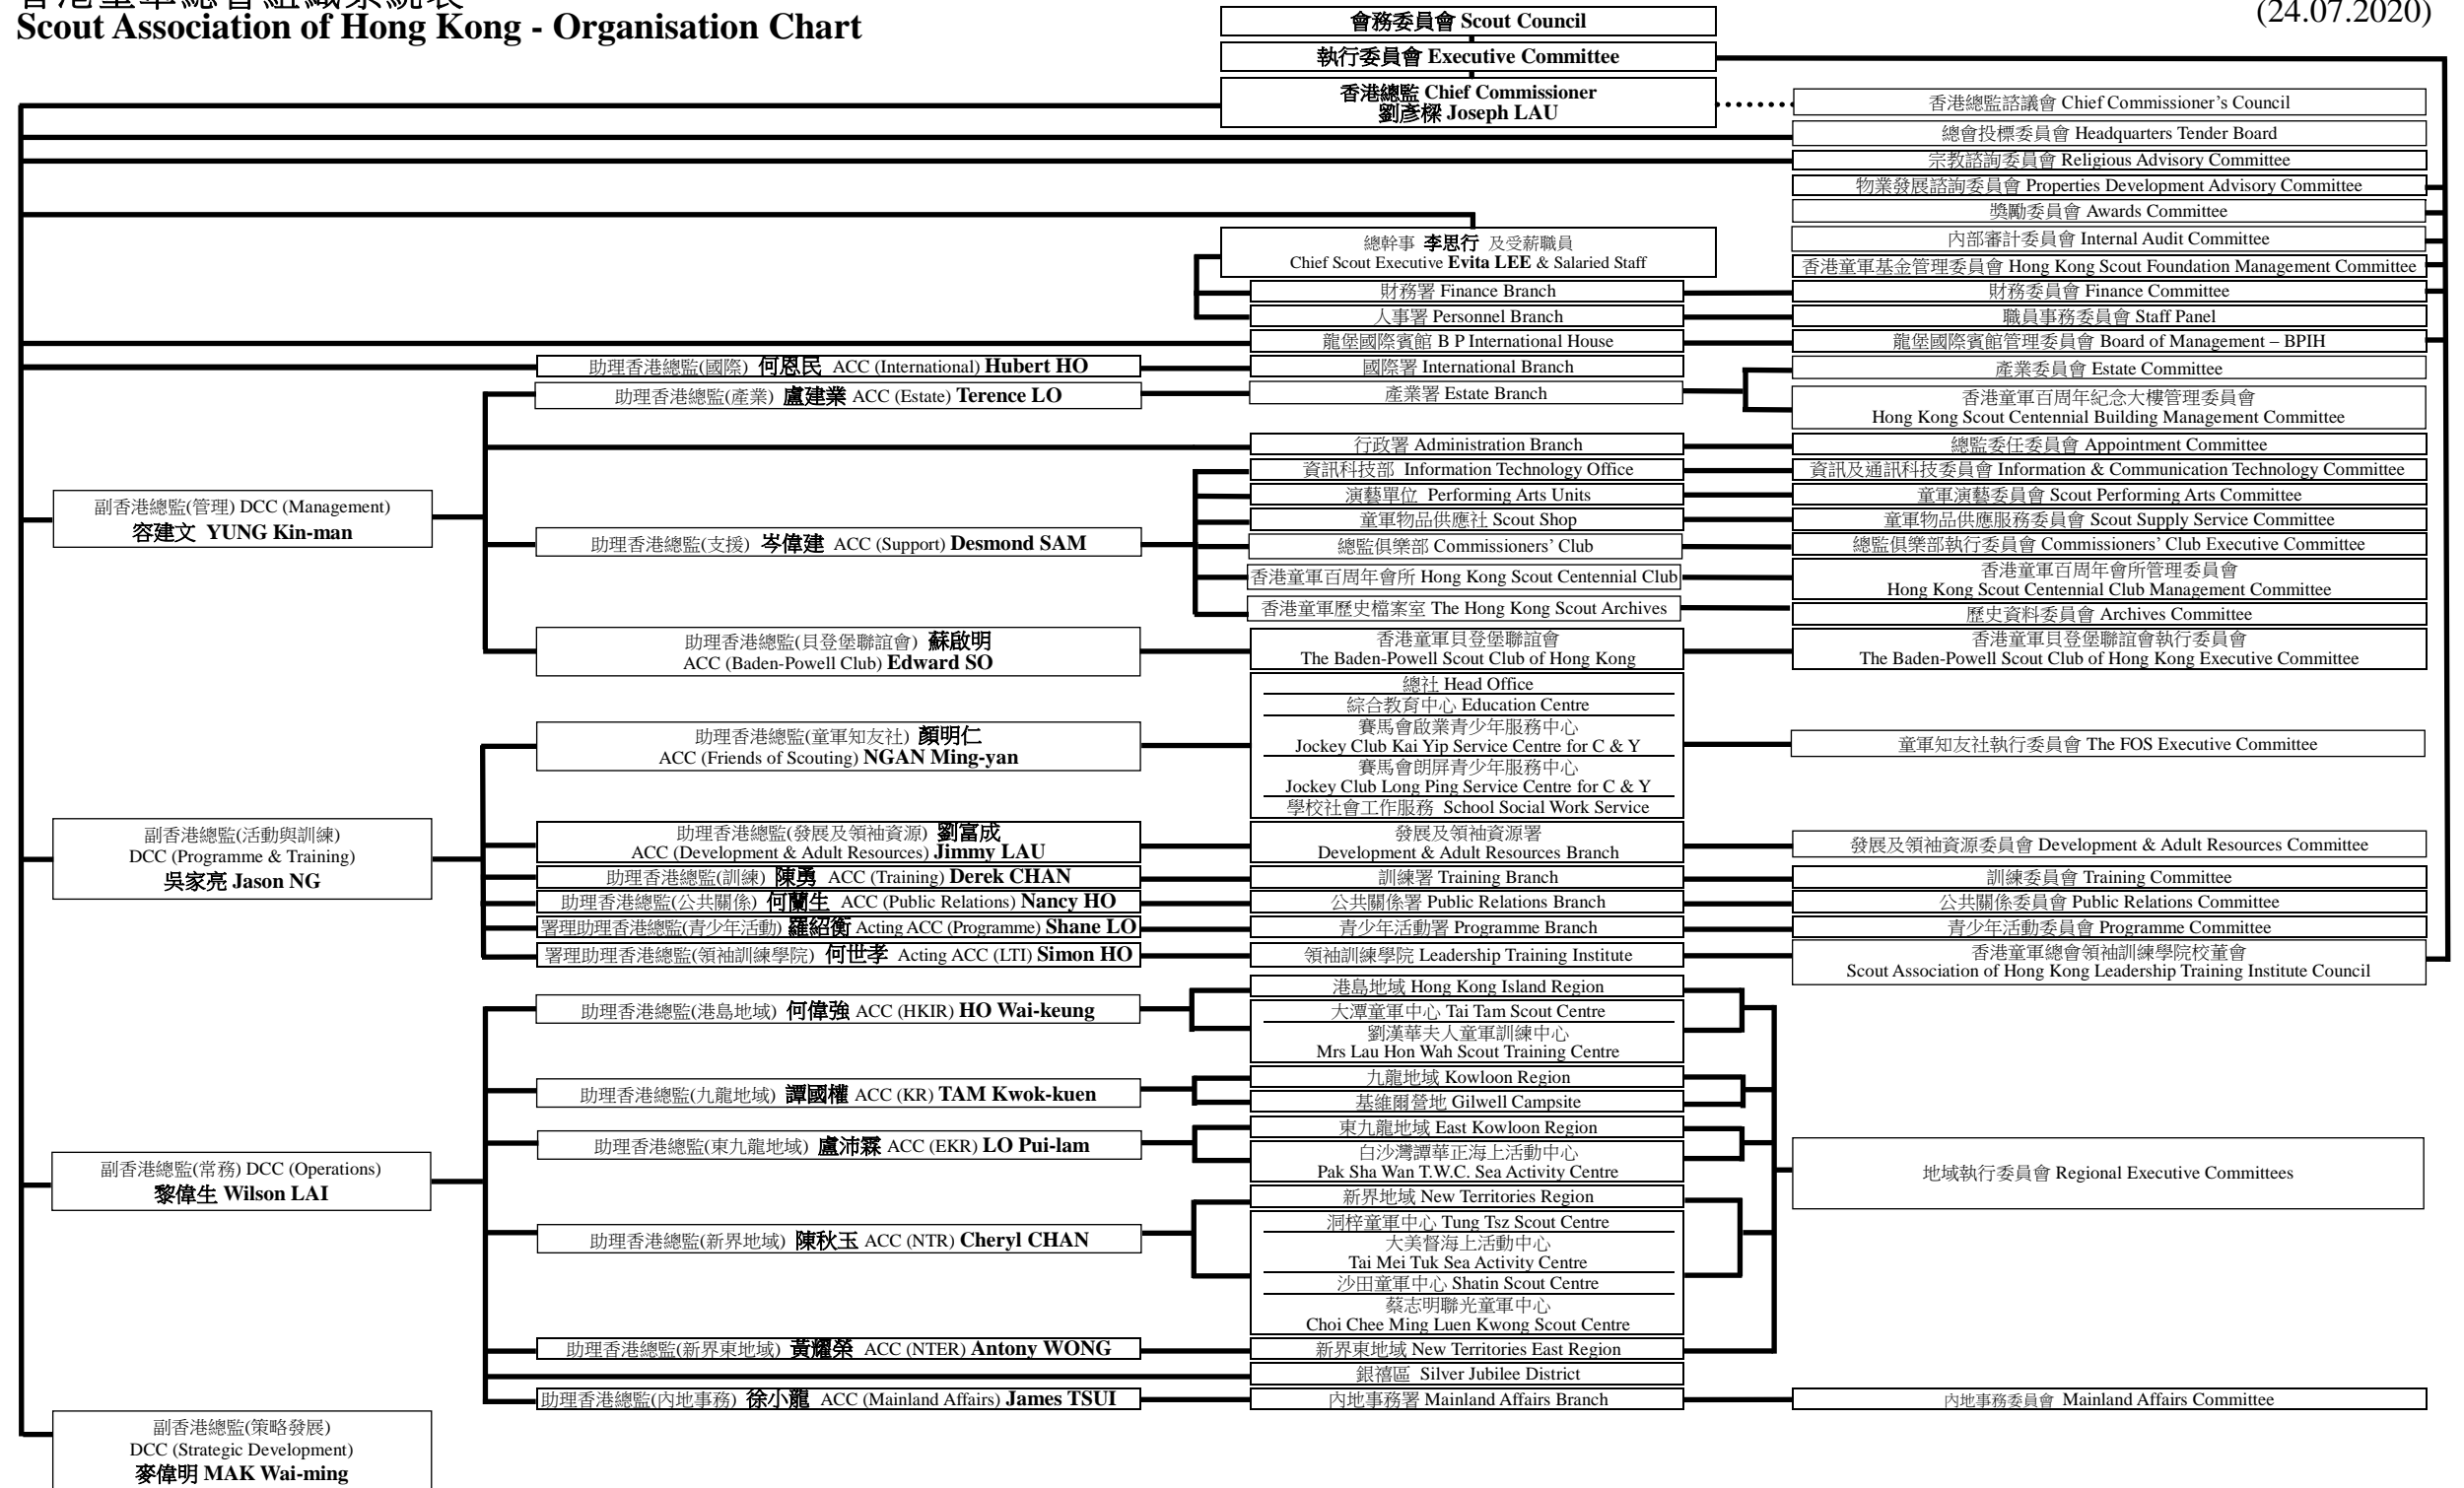 香港童軍總會組織系統表
Scout Association of Hong Kong - Organisation Chart
(24.07.2020)
會務委員會 Scout Council
執行委員會 Executive Committee
香港總監 Chief Commissioner
劉彥樑 Joseph LAU
香港總監諮議會 Chief Commissioner’s Council
總會投標委員會 Headquarters Tender Board
宗教諮詢委員會 Religious Advisory Committee
物業發展諮詢委員會 Properties Development Advisory Committee
獎勵委員會 Awards Committee
內部審計委員會 Internal Audit Committee
香港童軍基金管理委員會 Hong Kong Scout Foundation Management Committee
總幹事 李思行 及受薪職員
Chief Scout Executive Evita LEE & Salaried Staff
財務署 Finance Branch
財務委員會 Finance Committee
人事署 Personnel Branch
職員事務委員會 Staff Panel
龍堡國際賓館 B P International House
龍堡國際賓館管理委員會 Board of Management – BPIH
助理香港總監(國際) 何恩民 ACC (International) Hubert HO
國際署 International Branch
助理香港總監(產業) 盧建業 ACC (Estate) Terence LO
產業署 Estate Branch
產業委員會 Estate Committee
香港童軍百周年紀念大樓管理委員會
Hong Kong Scout Centennial Building Management Committee
行政署 Administration Branch
總監委任委員會 Appointment Committee
副香港總監(管理) DCC (Management)
容建文 YUNG Kin-man
助理香港總監(支援) 岑偉建 ACC (Support) Desmond SAM
資訊科技部 Information Technology Office
資訊及通訊科技委員會 Information & Communication Technology Committee
演藝單位 Performing Arts Units
童軍演藝委員會 Scout Performing Arts Committee
童軍物品供應社 Scout Shop
童軍物品供應服務委員會 Scout Supply Service Committee
總監俱樂部 Commissioners’ Club
總監俱樂部執行委員會 Commissioners’ Club Executive Committee
香港童軍百周年會所 Hong Kong Scout Centennial Club
香港童軍百周年會所管理委員會
Hong Kong Scout Centennial Club Management Committee
香港童軍歷史檔案室 The Hong Kong Scout Archives
歷史資料委員會 Archives Committee
助理香港總監(貝登堡聯誼會) 蘇啟明
ACC (Baden-Powell Club) Edward SO
香港童軍貝登堡聯誼會
The Baden-Powell Scout Club of Hong Kong
香港童軍貝登堡聯誼會執行委員會
The Baden-Powell Scout Club of Hong Kong Executive Committee
副香港總監(活動與訓練)
DCC (Programme & Training)
吳家亮 Jason NG
助理香港總監(童軍知友社) 顏明仁
ACC (Friends of Scouting) NGAN Ming-yan
總社 Head Office
綜合教育中心 Education Centre
賽馬會啟業青少年服務中心
Jockey Club Kai Yip Service Centre for C & Y
賽馬會朗屏青少年服務中心
Jockey Club Long Ping Service Centre for C & Y
學校社會工作服務 School Social Work Service
童軍知友社執行委員會 The FOS Executive Committee
助理香港總監(發展及領袖資源) 劉富成
ACC (Development & Adult Resources) Jimmy LAU
發展及領袖資源署
Development & Adult Resources Branch
發展及領袖資源委員會 Development & Adult Resources Committee
助理香港總監(訓練) 陳勇 ACC (Training) Derek CHAN
訓練署 Training Branch
訓練委員會 Training Committee
助理香港總監(公共關係) 何蘭生 ACC (Public Relations) Nancy HO
公共關係署 Public Relations Branch
公共關係委員會 Public Relations Committee
署理助理香港總監(青少年活動) 羅紹衡 Acting ACC (Programme) Shane LO
青少年活動署 Programme Branch
青少年活動委員會 Programme Committee
署理助理香港總監(領袖訓練學院) 何世孝 Acting ACC (LTI) Simon HO
領袖訓練學院 Leadership Training Institute
香港童軍總會領袖訓練學院校董會
Scout Association of Hong Kong Leadership Training Institute Council
副香港總監(常務) DCC (Operations)
黎偉生 Wilson LAI
助理香港總監(港島地域) 何偉強 ACC (HKIR) HO Wai-keung
港島地域 Hong Kong Island Region
大潭童軍中心 Tai Tam Scout Centre
劉漢華夫人童軍訓練中心
Mrs Lau Hon Wah Scout Training Centre
助理香港總監(九龍地域) 譚國權 ACC (KR) TAM Kwok-kuen
九龍地域 Kowloon Region
基維爾營地 Gilwell Campsite
助理香港總監(東九龍地域) 盧沛霖 ACC (EKR) LO Pui-lam
東九龍地域 East Kowloon Region
白沙灣譚華正海上活動中心
Pak Sha Wan T.W.C. Sea Activity Centre
地域執行委員會 Regional Executive Committees
助理香港總監(新界地域) 陳秋玉 ACC (NTR) Cheryl CHAN
新界地域 New Territories Region
洞梓童軍中心 Tung Tsz Scout Centre
大美督海上活動中心
Tai Mei Tuk Sea Activity Centre
沙田童軍中心 Shatin Scout Centre
蔡志明聯光童軍中心
Choi Chee Ming Luen Kwong Scout Centre
助理香港總監(新界東地域) 黃耀榮 ACC (NTER) Antony WONG
新界東地域 New Territories East Region
銀禧區 Silver Jubilee District
助理香港總監(內地事務) 徐小龍 ACC (Mainland Affairs) James TSUI
內地事務署 Mainland Affairs Branch
內地事務委員會 Mainland Affairs Committee
副香港總監(策略發展)
DCC (Strategic Development)
麥偉明 MAK Wai-ming